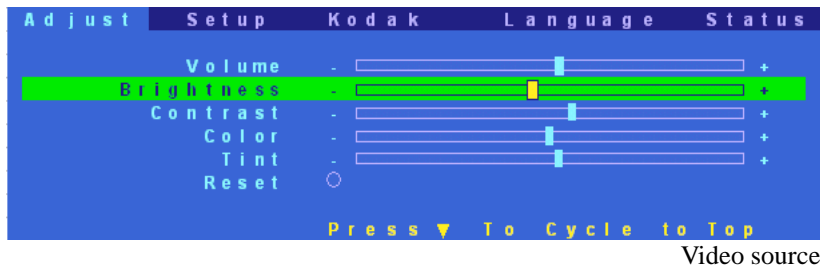 Adjust Setup Kodak Language Status
Volume - +
Brightness - +
Contrast - +
Color - +
Tint - +
Reset
Press ▼ To Cycle to Top
Video source